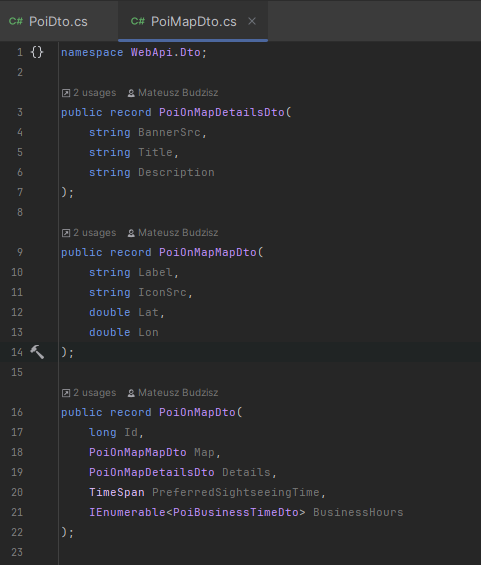 C# PoiDto.cs C# PoiMapDto.cs ×
1 {} namespace WebApi.Dto;
2
2 usages Mateusz Budzisz
3 public record PoiOnMapDetailsDto(
4 string BannerSrc,
5 string Title,
6 string Description
7 );
8
2 usages Mateusz Budzisz
9 public record PoiOnMapMapDto(
10 string Label,
11 string IconSrc,
12 double Lat,
13 double Lon
14 );
15
2 usages Mateusz Budzisz
16 public record PoiOnMapDto(
17 long Id,
18 PoiOnMapMapDto Map,
19 PoiOnMapDetailsDto Details,
20 TimeSpan PreferredSightseeingTime,
21 IEnumerable<PoiBusinessTimeDto> BusinessHours
22 );
23